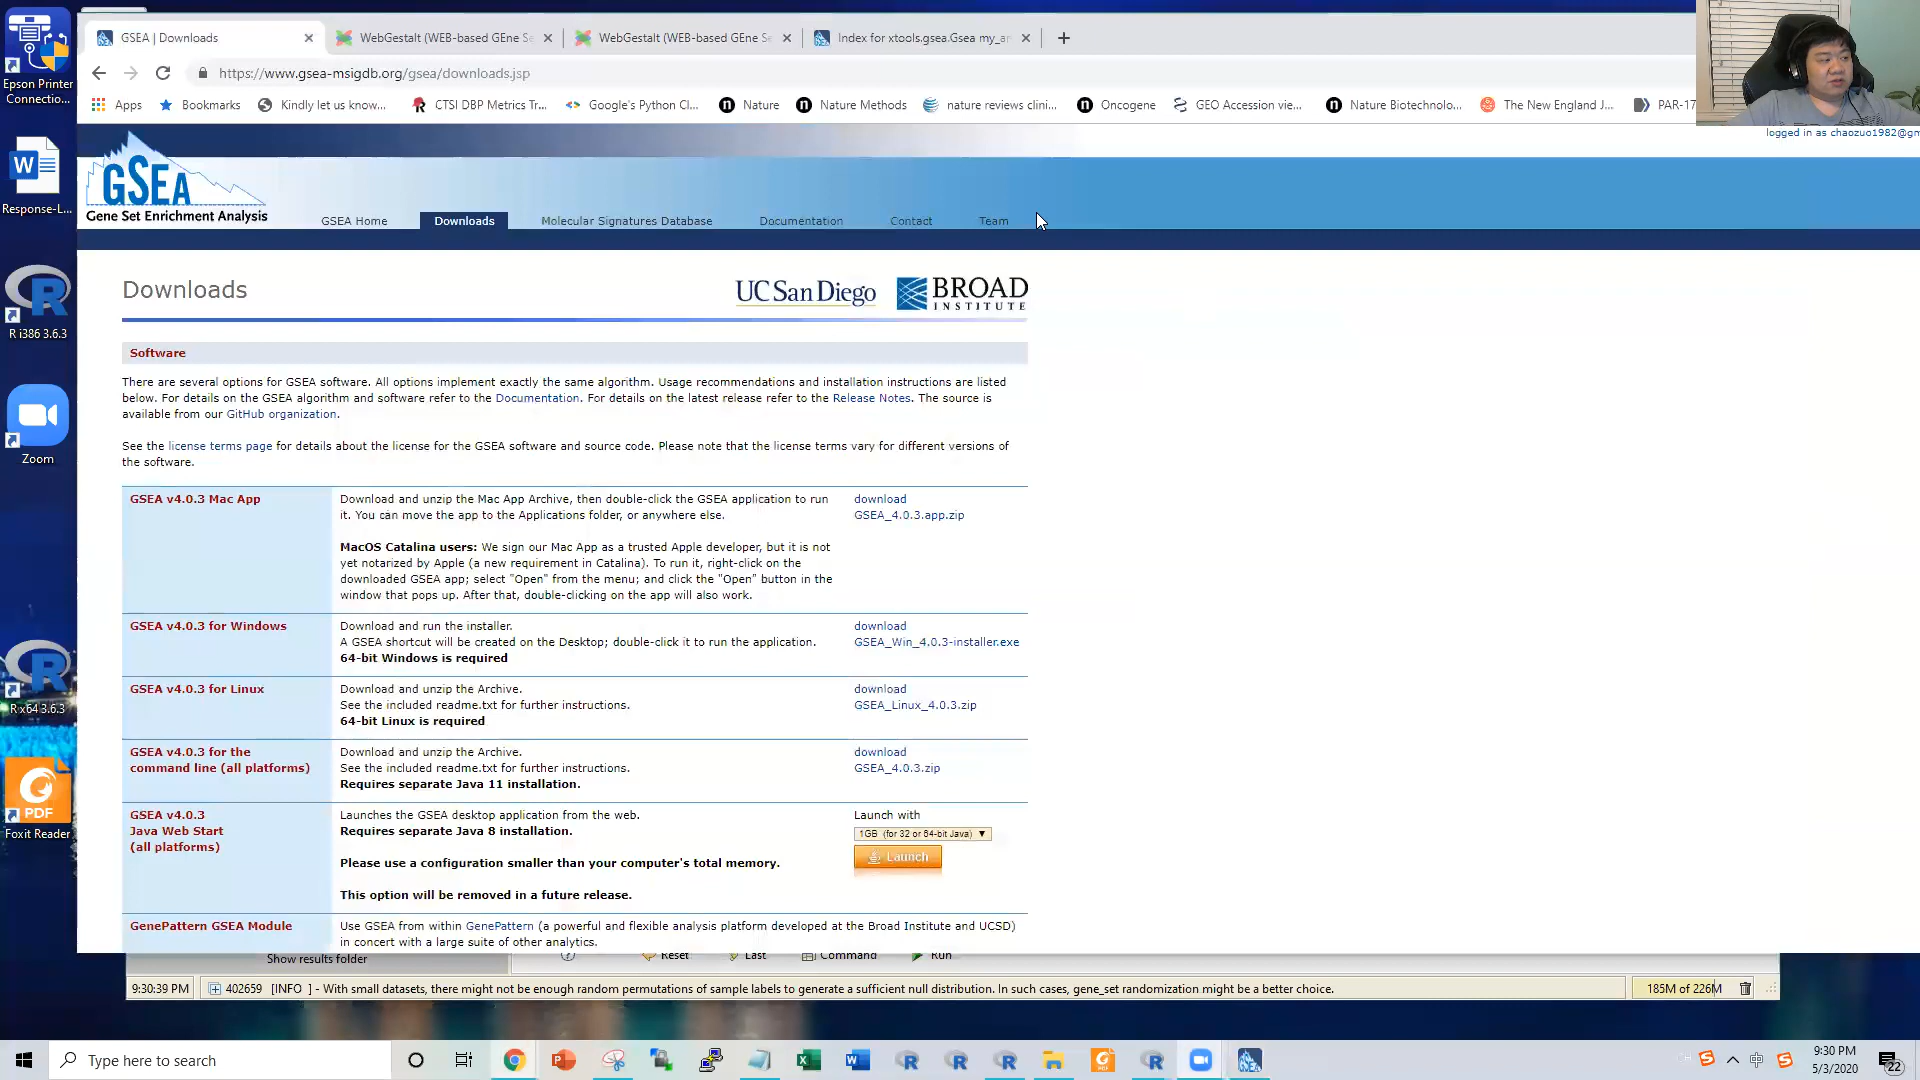 Epson Printer
Connectio...
Response-L...
R i386 3.6.3
Zoom
R x64 3.6.3
PDF
Foxit Reader
GSEA | Downloads
WebGestalt (WEB-based GEne Se
WebGestalt (WEB-based GEne Se
Index for xtools.gsea.Gsea my_an
https://www.gsea-msigdb.org/gsea/downloads.jsp
Apps
Bookmarks
Kindly let us know...
CTSI DBP Metrics Tr...
Google's Python Cl...
Nature
Nature Methods
nature reviews clini...
Oncogene
GEO Accession vie...
Nature Biotechnolo...
The New England J...
PAR-17
logged in as chaozuo1982@gm
GSEA
Gene Set Enrichment Analysis
GSEA Home
Downloads
Molecular Signatures Database
Documentation
Contact
Team
Downloads
UC San Diego
BROAD
INSTITUTE
Software
There are several options for GSEA software. All options implement exactly the same algorithm. Usage recommendations and installation instructions are listed
below. For details on the GSEA algorithm and software refer to the Documentation. For details on the latest release refer to the Release Notes. The source is
available from our GitHub organization.
See the license terms page for details about the license for the GSEA software and source code. Please note that the license terms vary for different versions of
the software.
GSEA v4.0.3 Mac App
Download and unzip the Mac App Archive, then double-click the GSEA application to run
it. You can move the app to the Applications folder, or anywhere else.
MacOS Catalina users: We sign our Mac App as a trusted Apple developer, but it is not
yet notarized by Apple (a new requirement in Catalina). To run it, right-click on the
downloaded GSEA app; select "Open" from the menu; and click the "Open" button in the
window that pops up. After that, double-clicking on the app will also work.
download
GSEA_4.0.3.app.zip
GSEA v4.0.3 for Windows
Download and run the installer.
A GSEA shortcut will be created on the Desktop; double-click it to run the application.
64-bit Windows is required
download
GSEA_Win_4.0.3-installer.exe
GSEA v4.0.3 for Linux
Download and unzip the Archive.
See the included readme.txt for further instructions.
64-bit Linux is required
download
GSEA_Linux_4.0.3.zip
GSEA v4.0.3 for the
command line (all platforms)
Download and unzip the Archive.
See the included readme.txt for further instructions.
Requires separate Java 11 installation.
download
GSEA_4.0.3.zip
GSEA v4.0.3
Java Web Start
(all platforms)
Launches the GSEA desktop application from the web.
Requires separate Java 8 installation.
Please use a configuration smaller than your computer's total memory.
This option will be removed in a future release.
Launch with
1GB (for 32 or 64-bit Java)
Launch
GenePattern GSEA Module
Use GSEA from within GenePattern (a powerful and flexible analysis platform developed at the Broad Institute and UCSD)
in concert with a large suite of other analytics.
Show results folder
Reset
Last
Command
Run
9:30:39 PM
402659 [INFO ] - With small datasets, there might not be enough random permutations of sample labels to generate a sufficient null distribution. In such cases, gene_set randomization might be a better choice.
185M of 226M
Type here to search
中
9:30 PM
5/3/2020
22